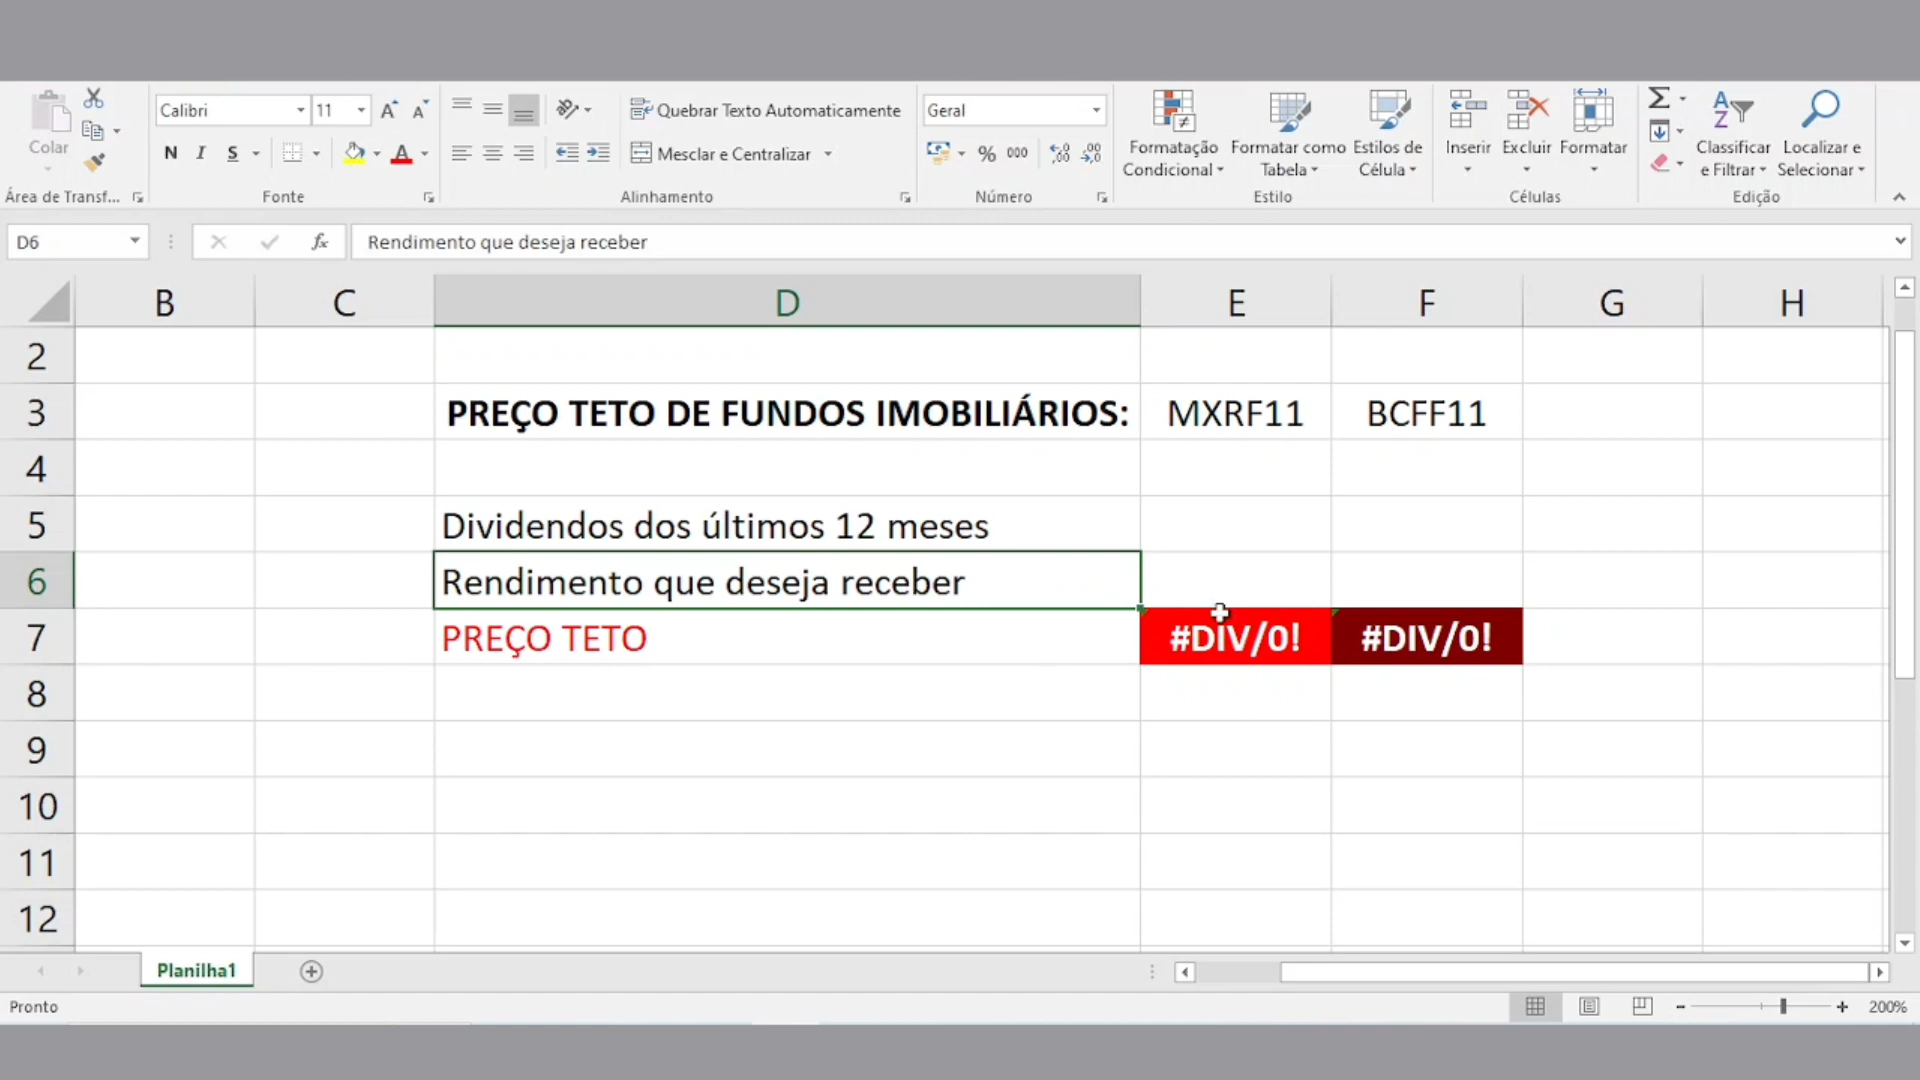 Colar
Área de Transf...
Calibri
11
A A
N I S A
Fonte
Quebrar Texto Automaticamente
Mesclar e Centralizar
Alinhamento
Geral
% 000
Número
Formatação Condicional
Formatar como Tabela
Estilos de Célula
Estilo
Inserir
Excluir
Formatar
Células
Classificar e Filtrar
Localizar e Selecionar
Edição
D6
fx
Rendimento que deseja receber
B C D E F G H
2
3 PREÇO TETO DE FUNDOS IMOBILIÁRIOS: MXRF11 BCFF11
4
5 Dividendos dos últimos 12 meses
6 Rendimento que deseja receber
7 PREÇO TETO #DIV/0! #DIV/0!
8
9
10
11
12
Planilha1
Pronto
200%